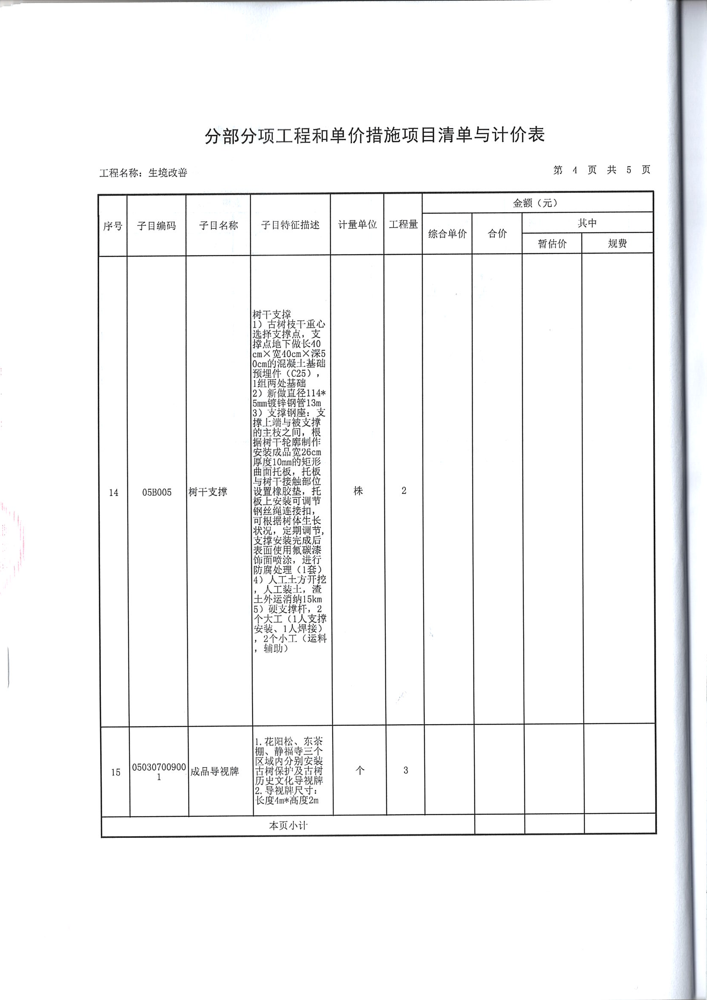 分部分项工程和单价措施项目清单与计价表
工程名称：生境改善
第 4 页 共 5 页
序号 子目编码 子目名称 子目特征描述 计量单位 工程量 金额（元）
综合单价 合价 其中
暂估价 规费
14 05B005 树干支撑
树干支撑
1）古树枝干重心
选择支撑点，支
撑点地下做长40
cm×宽40cm×深5
0cm的混凝土基础
预埋件（C25），
1组两处基础
2）新做直径114*
5mm镀锌钢管13m
3）支撑钢座：支
撑上端与被支撑
的主枝之间，根
据树干轮廓制作
安装成品宽26cm
厚度10mm的矩形
曲面托板，托板
与树干接触部位
设置橡胶垫，托
板上安装可调节
钢丝绳连接扣，
可根据树体生长
状况，定期调节，
支撑安装完成后
表面使用氟碳漆
饰面喷涂，进行
防腐处理（1套）
4）人工土方开挖
，人工装土，渣
土外运消纳15km
5）硬支撑杆，2
个大工（1人支撑
安装、1人焊接）
，2个小工（运料
，辅助）
株 2
15 05030700900
1
成品导视牌
1.花阳松、东茶
棚、静福寺三个
区域内分别安装
古树保护及古树
历史文化导视牌
2.导视牌尺寸：
长度4m*高度2m
个 3
本页小计